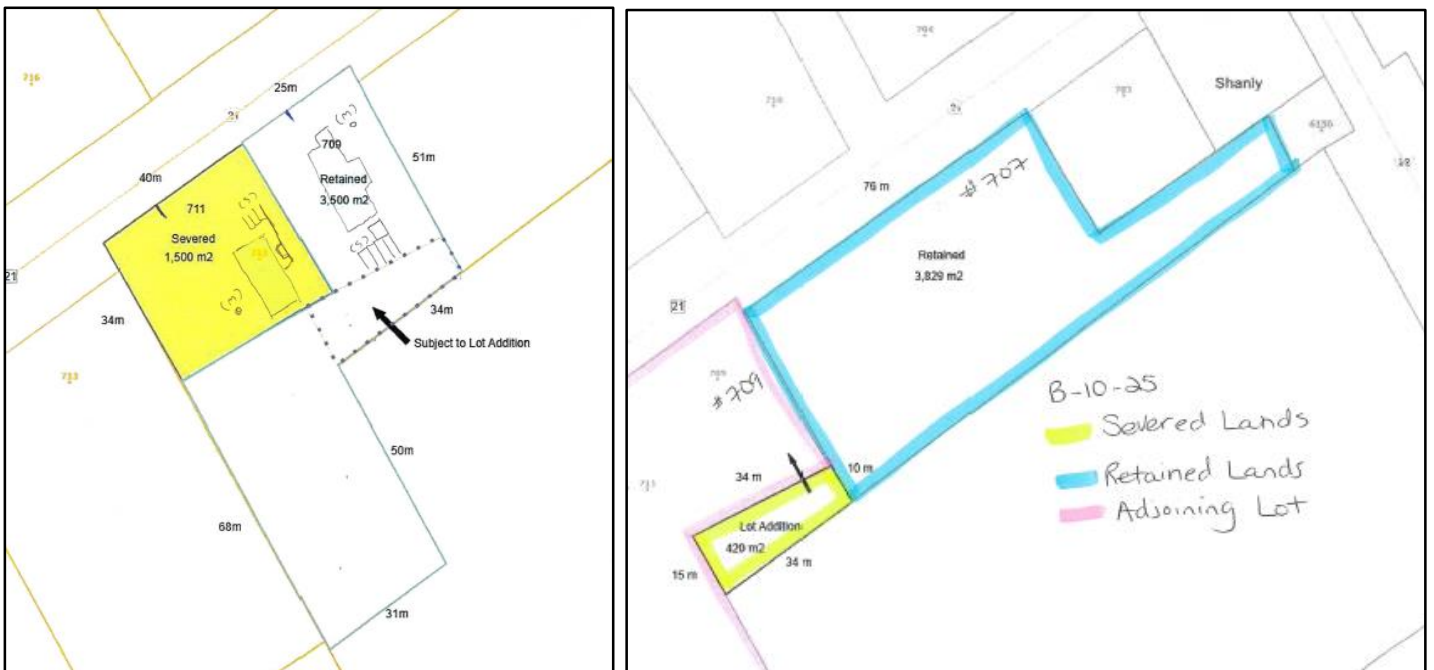 716
25m
21
709
40m
51m
Retained
3,500 m2
(S)
711
Severed
1,500 m2
(S)
21
34m
34m
Subject to Lot Addition
50m
68m
31m
Shanly
76 m
#707
Retained
3,829 m2
21
#709
B-10-25
Severed Lands
34 m
10 m
Retained Lands
Adjoining Lot
Lot Addition
420 m2
34 m
15 m